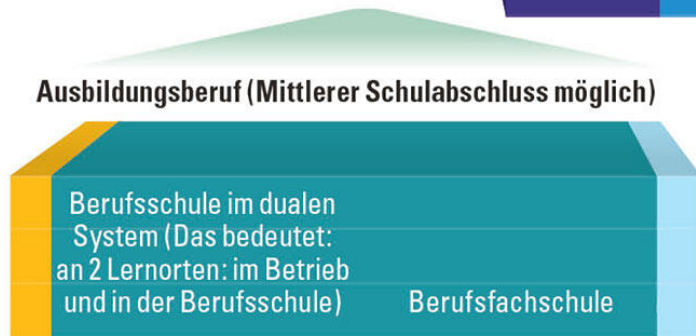 Ausbildungsberuf (Mittlerer Schulabschluss möglich)
Berufsschule im dualen
System (Das bedeutet:
an 2 Lernorten: im Betrieb
und in der Berufsschule)
Berufsfachschule